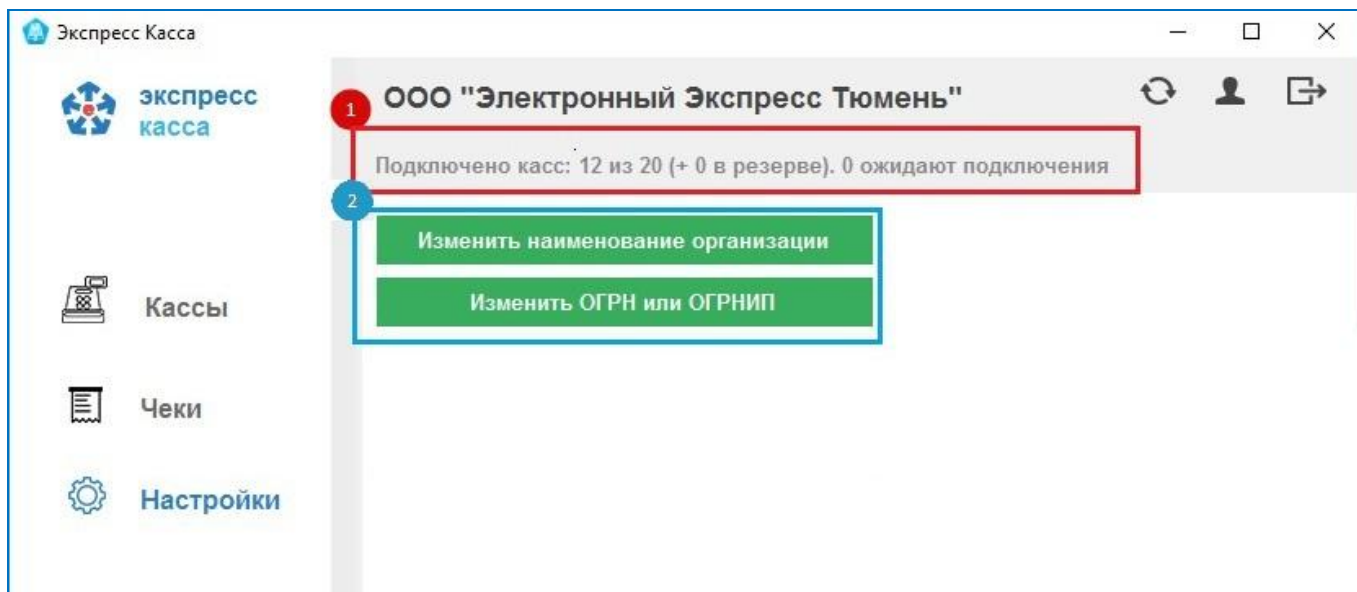 Экспресс Касса
экспресс
касса
1
ООО "Электронный Экспресс Тюмень"
Подключено касс: 12 из 20 (+ 0 в резерве). 0 ожидают подключения
2
Изменить наименование организации
Изменить ОГРН или ОГРНИП
Кассы
Чеки
Настройки